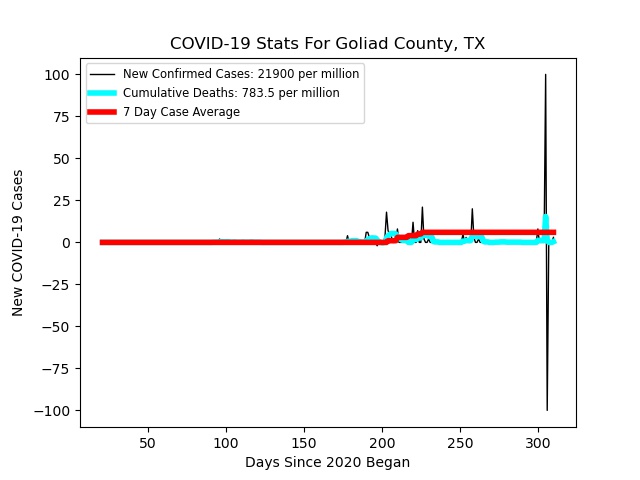 COVID-19 Stats For Goliad County, TX
New Confirmed Cases: 21900 per million
Cumulative Deaths: 783.5 per million
7 Day Case Average
New COVID-19 Cases
100
75
50
25
0
−25
−50
−75
−100
50 100 150 200 250 300
Days Since 2020 Began